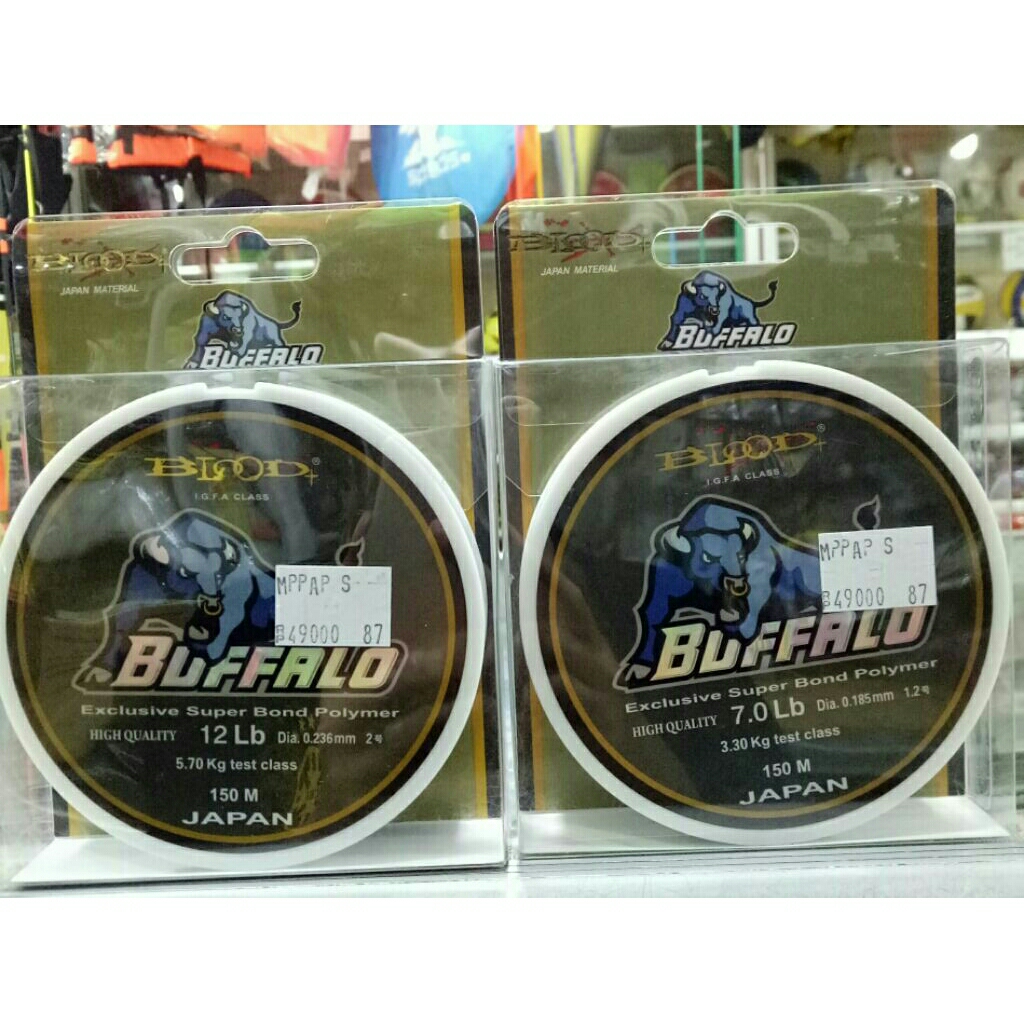 BLOOD
JAPAN MATERIAL
BUFFALO
BLOOD®
I.G.F.A CLASS
MPPAP S
฿49000 87
BUFFALO
Exclusive Super Bond Polymer
HIGH QUALITY 12 Lb Dia. 0.236mm 2号
5.70 Kg test class
150 M
JAPAN
BLOOD
JAPAN MATERIAL
BUFFALO
BLOOD®
I.G.F.A CLASS
MPPAP S
฿49000 87
BUFFALO
Exclusive Super Bond Polymer
HIGH QUALITY 7.0 Lb Dia. 0.185mm 1.2号
3.30 Kg test class
150 M
JAPAN